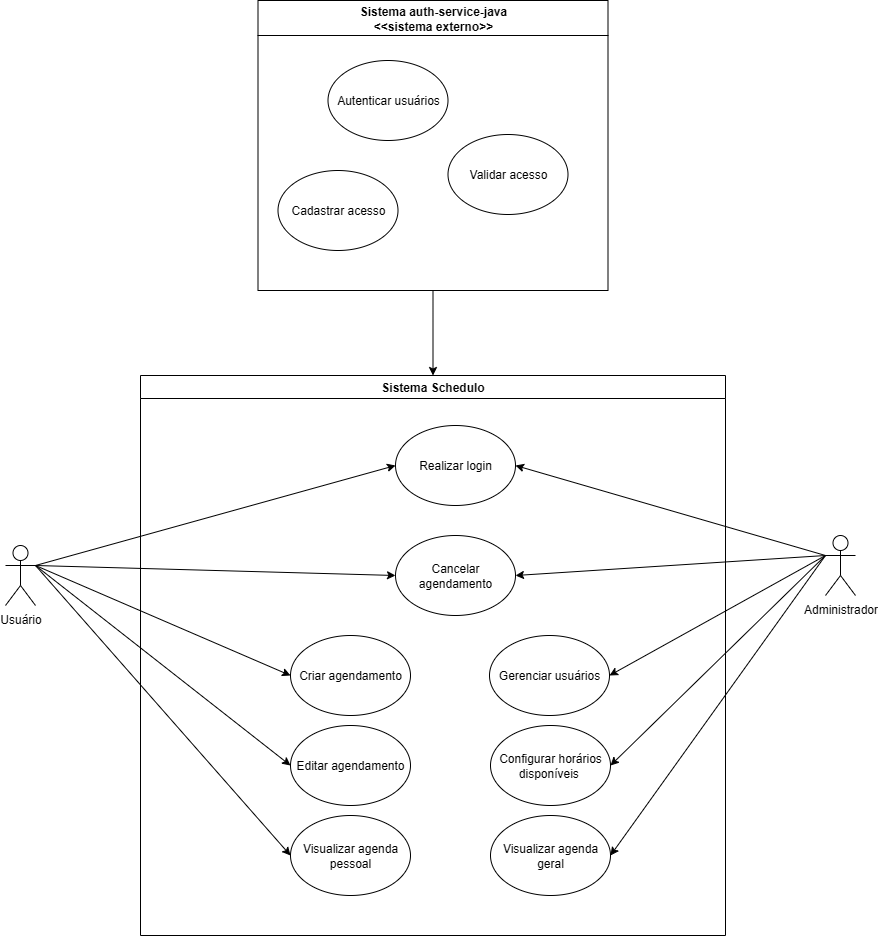 Sistema auth-service-java
<<sistema externo>>
Autenticar usuários
Validar acesso
Cadastrar acesso
Sistema Schedulo
Realizar login
Cancelar
agendamento
Usuário
Administrador
Criar agendamento
Gerenciar usuários
Editar agendamento
Configurar horários
disponíveis
Visualizar agenda
pessoal
Visualizar agenda
geral